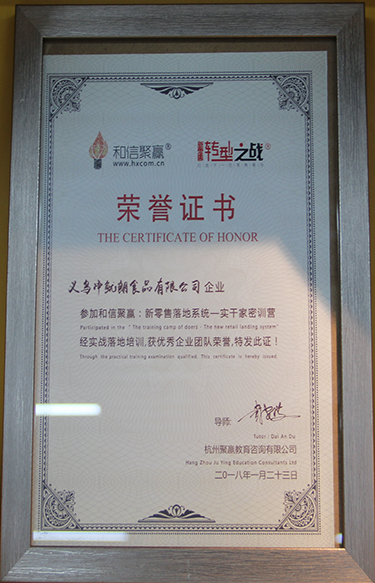 和信聚赢®
www.hxcom.cn
转型之战®
荣誉证书
THE CERTIFICATE OF HONOR
食品有限公司 企业
参加和信聚赢：新零售落地系统—实干家密训营
Participated in the " The training camp of doers - The new retail landing system"
经实战落地培训,获优秀企业团队荣誉,特发此证！
Through the practical training examination qualified, This certificate is hereby issued.
导师:
Tutor : Dai An Du
杭州聚赢教育咨询有限公司
Hang Zhou Ju Ying Education Consultants Ltd
二〇一八年一月二十三日